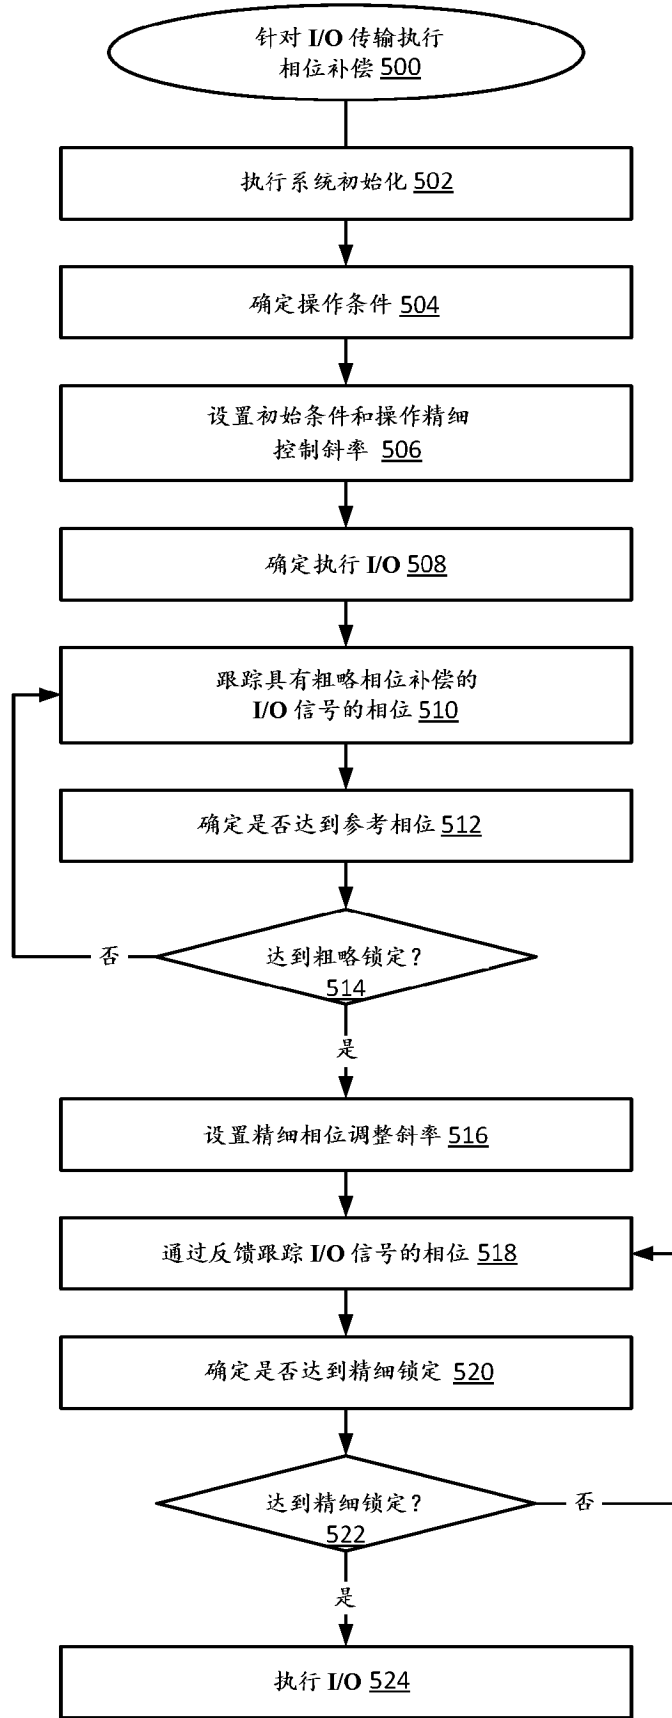 针对 I/O 传输执行
相位补偿 500
执行系统初始化 502
确定操作条件 504
设置初始条件和操作精细
控制斜率 506
确定执行 I/O 508
跟踪具有粗略相位补偿的
I/O 信号的相位 510
确定是否达到参考相位 512
达到粗略锁定?
514
否
是
设置精细相位调整斜率 516
通过反馈跟踪 I/O 信号的相位 518
确定是否达到精细锁定 520
达到精细锁定?
522
否
是
执行 I/O 524